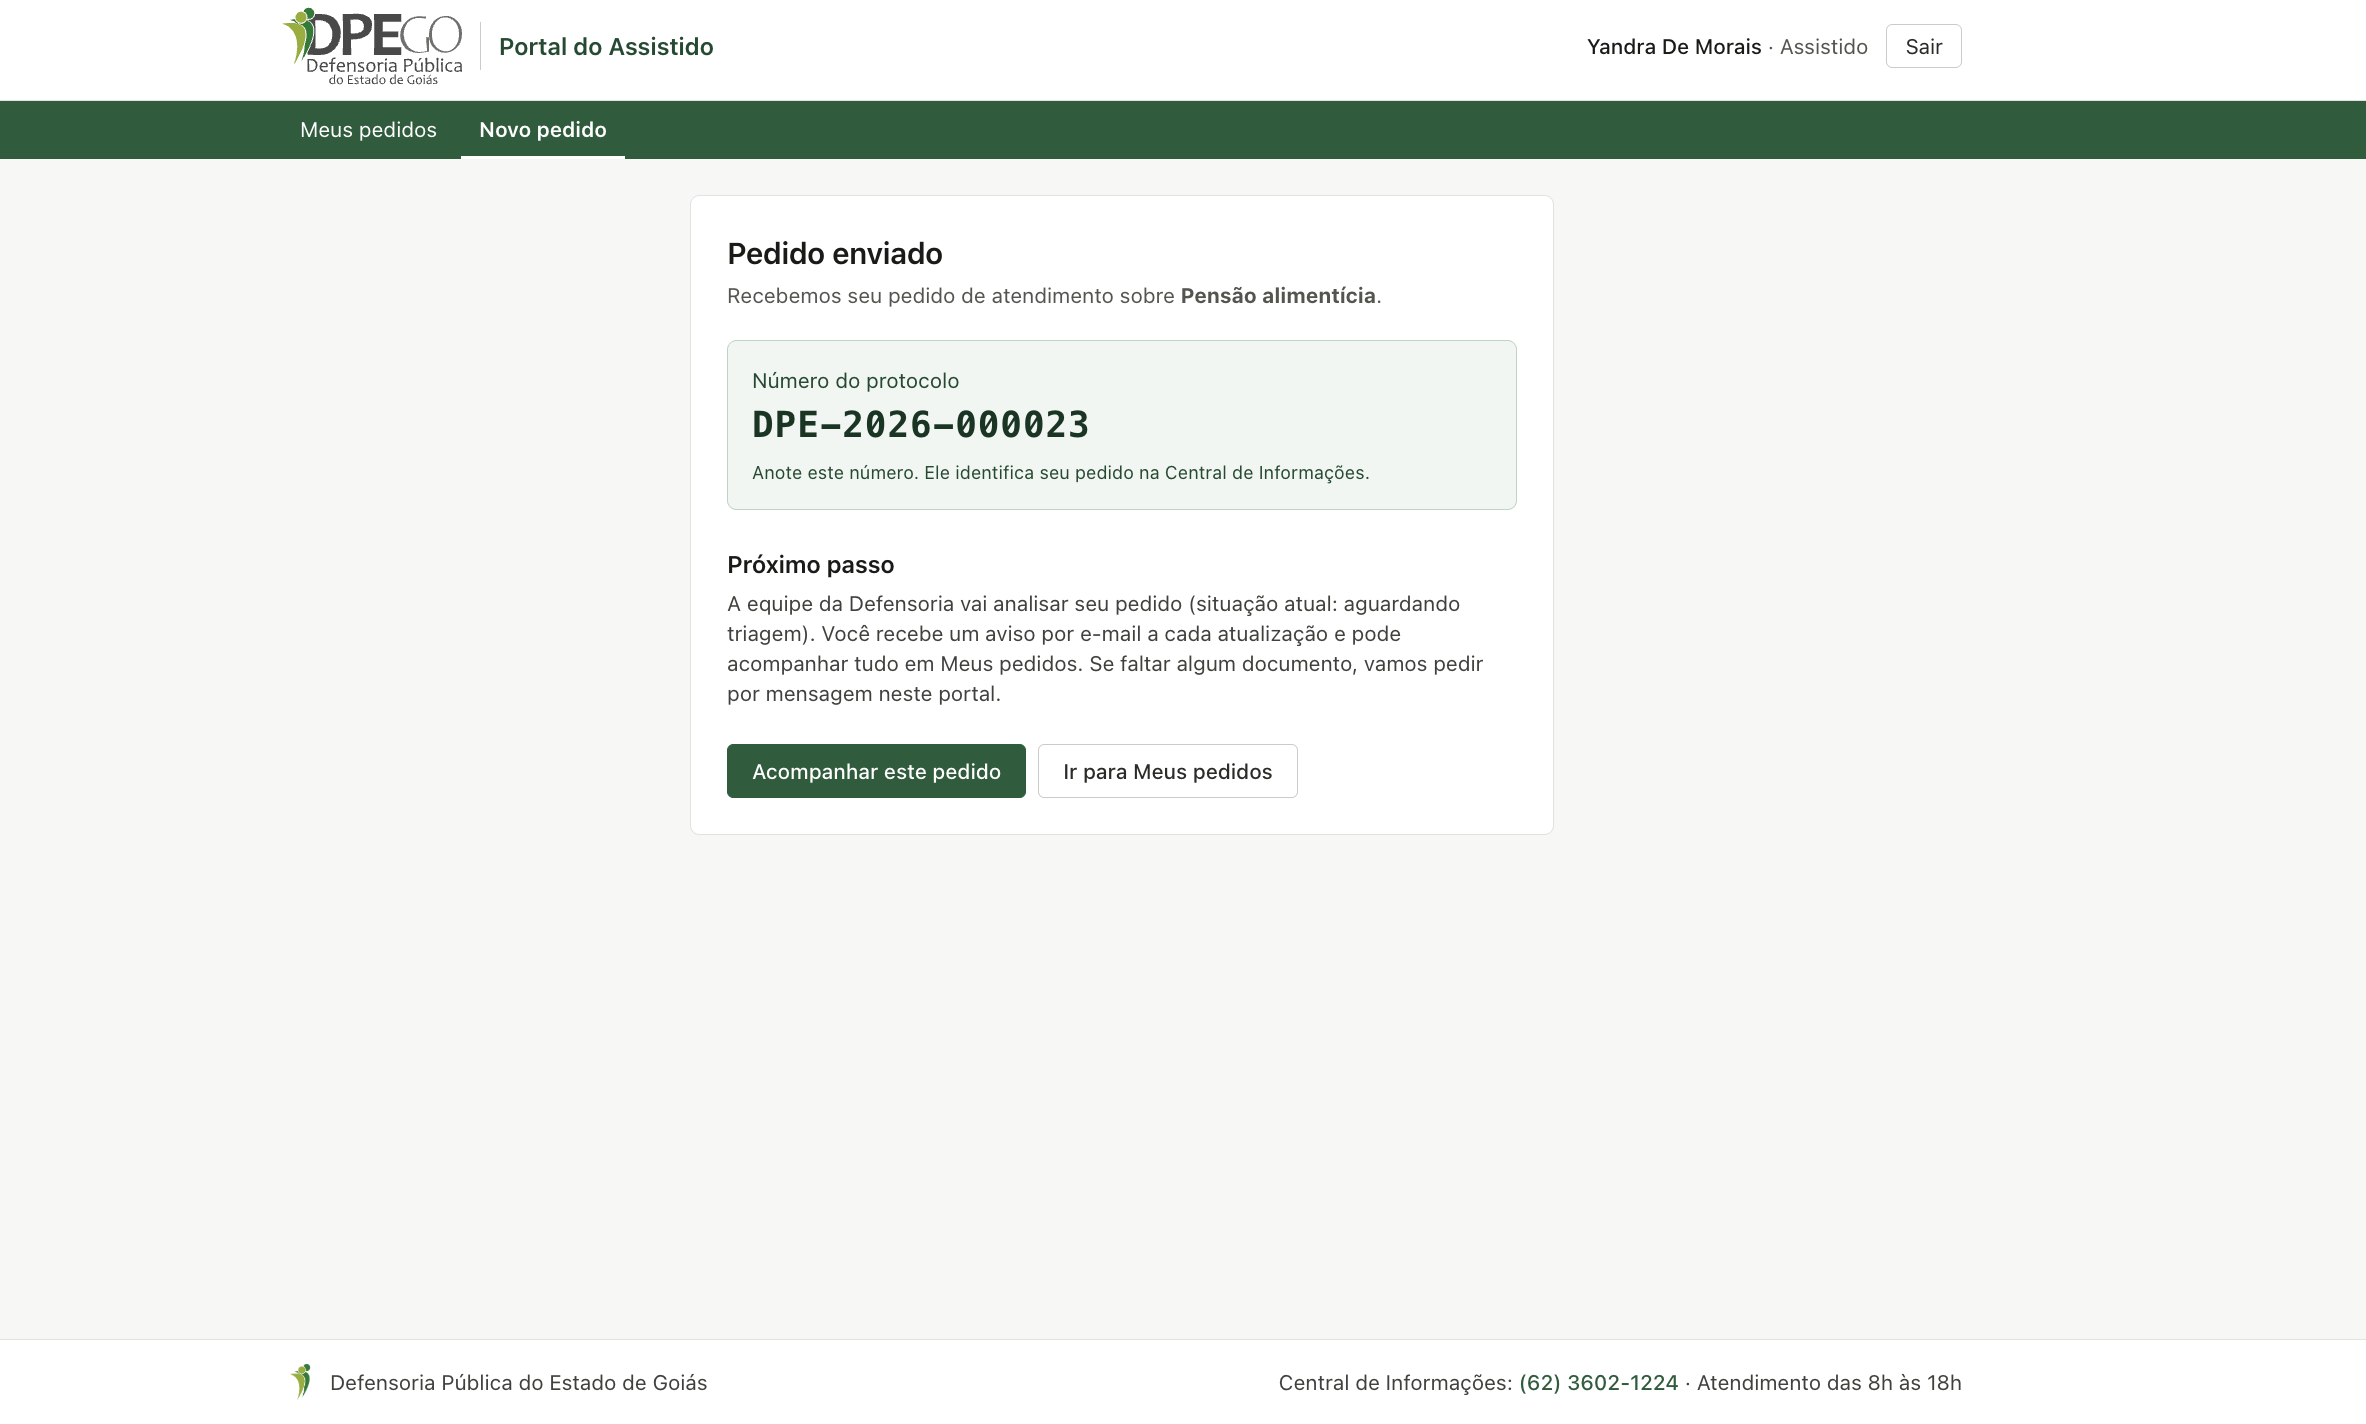 DPEGO
Defensoria Pública
do Estado de Goiás
Portal do Assistido
Yandra De Morais · Assistido
Sair
Meus pedidos
Novo pedido
Pedido enviado
Recebemos seu pedido de atendimento sobre Pensão alimentícia.
Número do protocolo
DPE-2026-000023
Anote este número. Ele identifica seu pedido na Central de Informações.
Próximo passo
A equipe da Defensoria vai analisar seu pedido (situação atual: aguardando
triagem). Você recebe um aviso por e-mail a cada atualização e pode
acompanhar tudo em Meus pedidos. Se faltar algum documento, vamos pedir
por mensagem neste portal.
Acompanhar este pedido
Ir para Meus pedidos
Defensoria Pública do Estado de Goiás
Central de Informações: (62) 3602-1224 · Atendimento das 8h às 18h